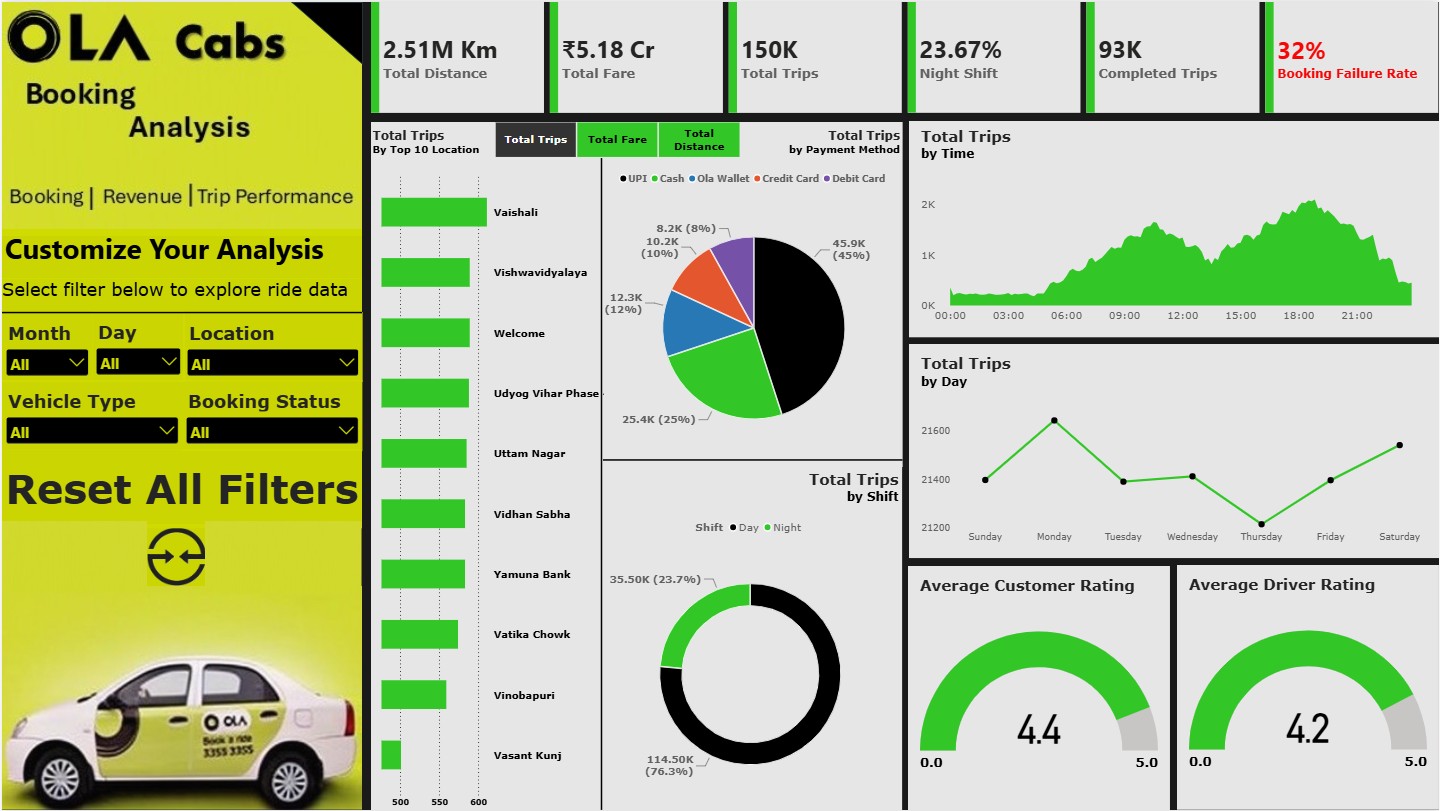 OLA Cabs
Booking
Analysis
Booking | Revenue | Trip Performance
Customize Your Analysis
Select filter below to explore ride data
Month
Day
Location
All
All
All
Vehicle Type
Booking Status
All
All
Reset All Filters
OLA
Book a ride
3355 3355
2.51M Km
Total Distance
₹5.18 Cr
Total Fare
150K
Total Trips
23.67%
Night Shift
93K
Completed Trips
32%
Booking Failure Rate
Total Trips
By Top 10 Location
Total Trips
Total Fare
Total
Distance
Vaishali
Vishwavidyalaya
Welcome
Udyog Vihar Phase-
Uttam Nagar
Vidhan Sabha
Yamuna Bank
Vatika Chowk
Vinobapuri
Vasant Kunj
500 550 600
Total Trips
by Payment Method
UPI Cash Ola Wallet Credit Card Debit Card
8.2K (8%)
10.2K
(10%)
45.9K
(45%)
12.3K
(12%)
25.4K (25%)
Total Trips
by Shift
Shift Day Night
35.50K (23.7%)
114.50K
(76.3%)
Total Trips
by Time
2K
1K
0K
00:00 03:00 06:00 09:00 12:00 15:00 18:00 21:00
Total Trips
by Day
21600
21400
21200
Sunday Monday Tuesday Wednesday Thursday Friday Saturday
Average Customer Rating
4.4
0.0 5.0
Average Driver Rating
4.2
0.0 5.0